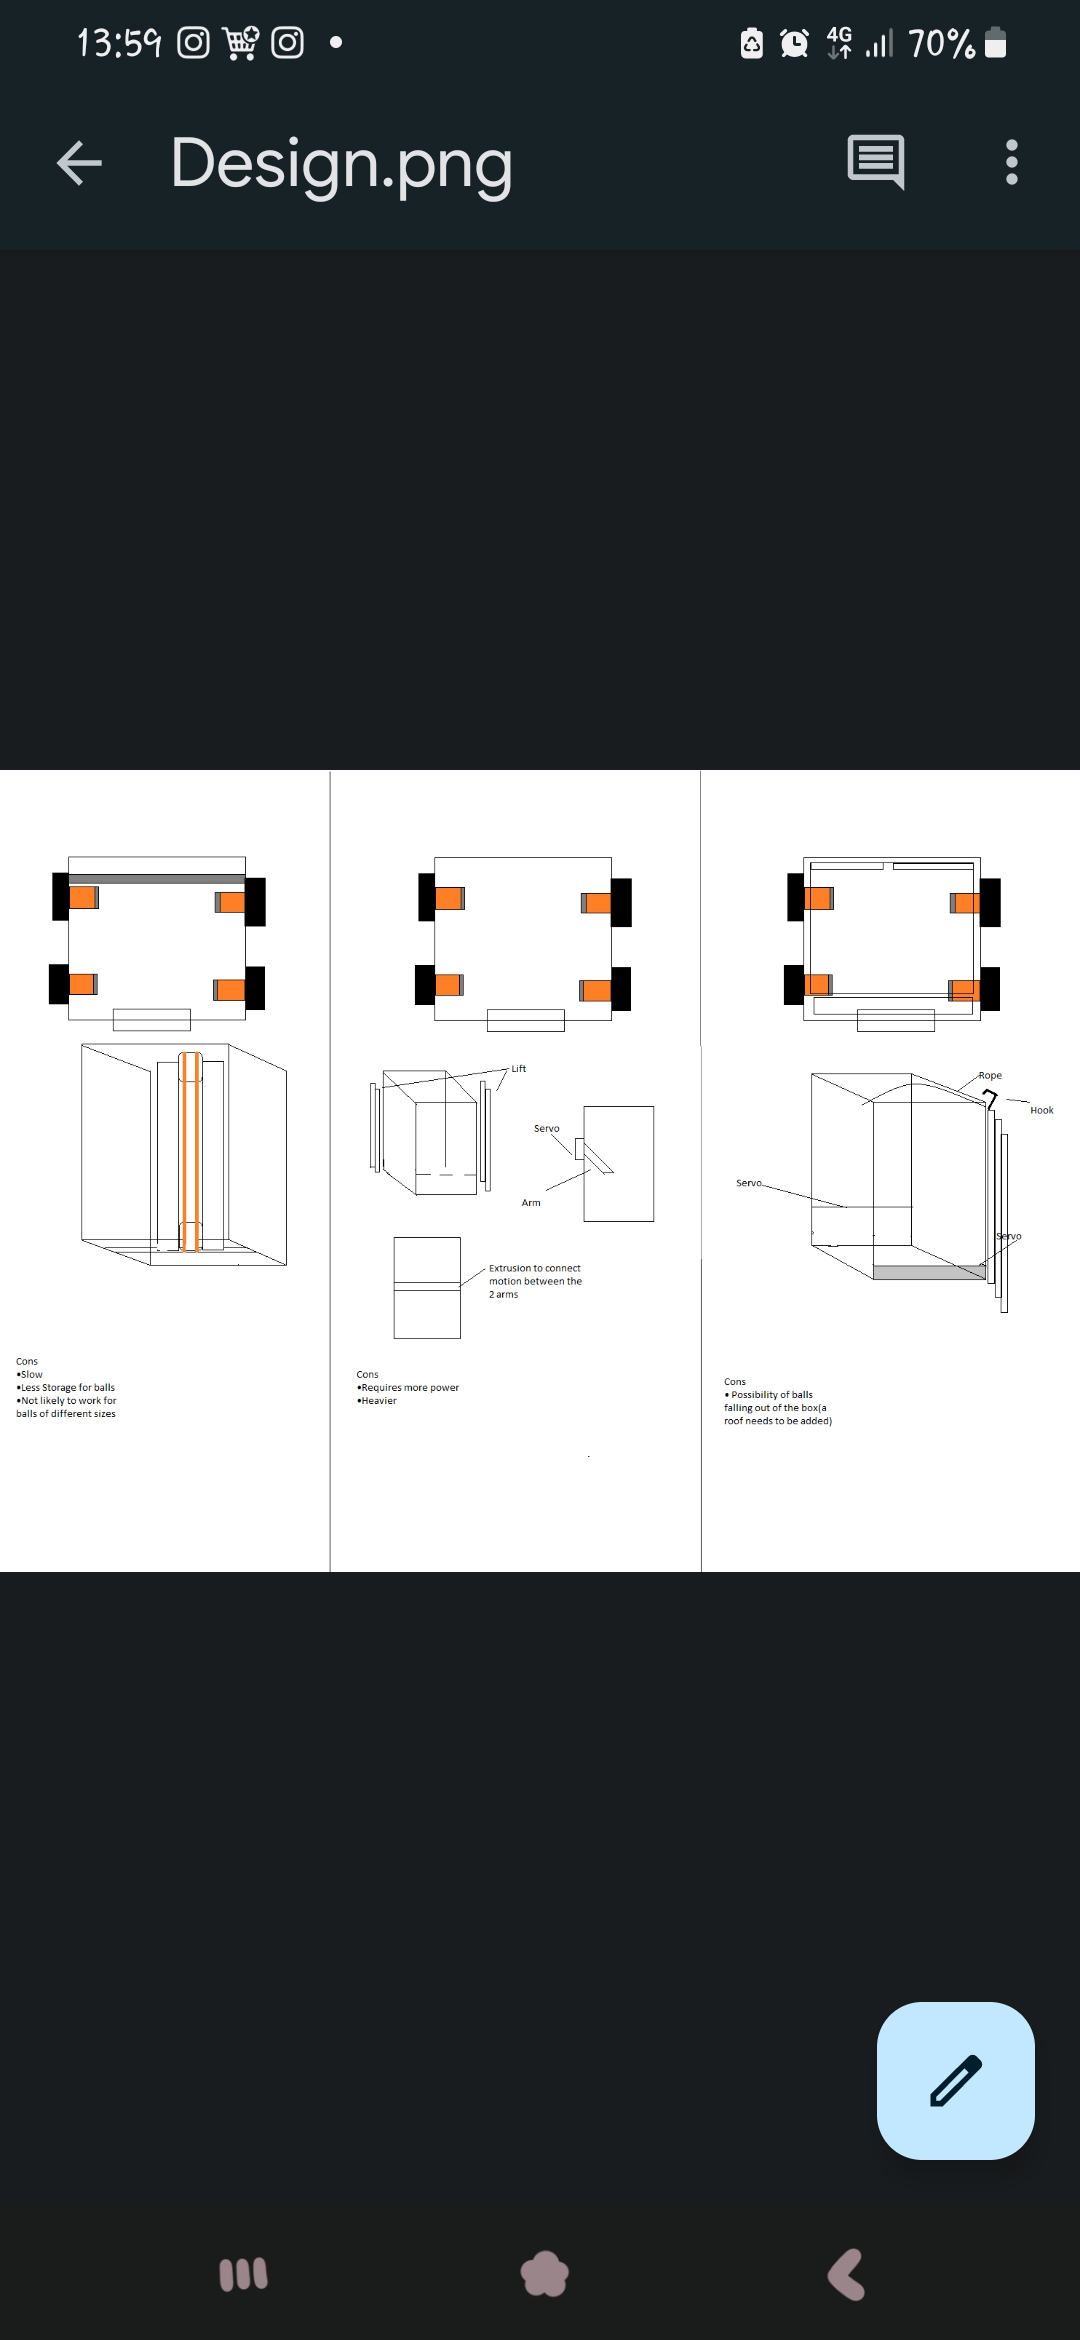 13:59
4G
70%
Design.png
Lift
Servo
Arm
Extrusion to connect
motion between the
2 arms
Rope
Hook
Servo
Servo
Cons
•Slow
•Less Storage for balls
•Not likely to work for
balls of different sizes
Cons
•Requires more power
•Heavier
Cons
• Possibility of balls
falling out of the box(a
roof needs to be added)